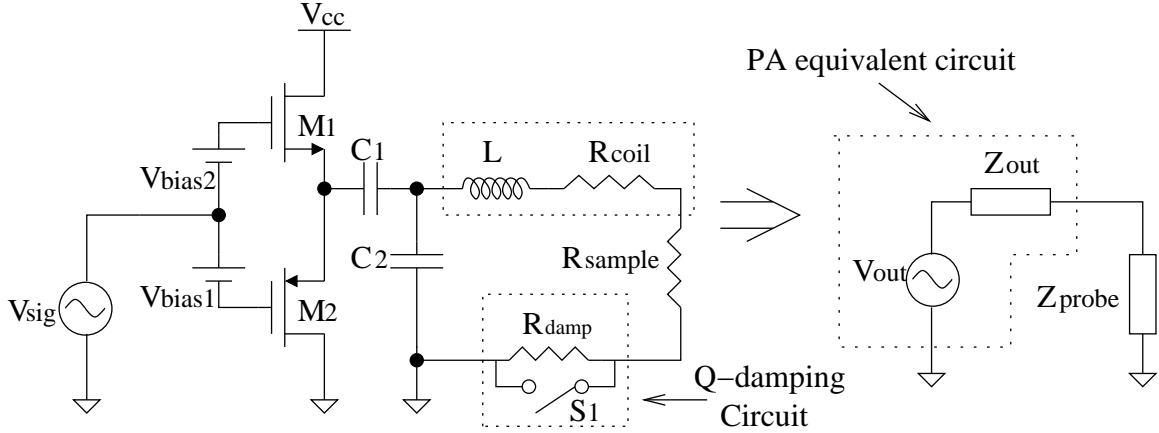 Vcc
PA equivalent circuit
M1
C1
L
Rcoil
Zout
Vbias2
C2
Rsample
Vout
Vsig
Vbias1
M2
Zprobe
Rdamp
S1
Q-damping
Circuit